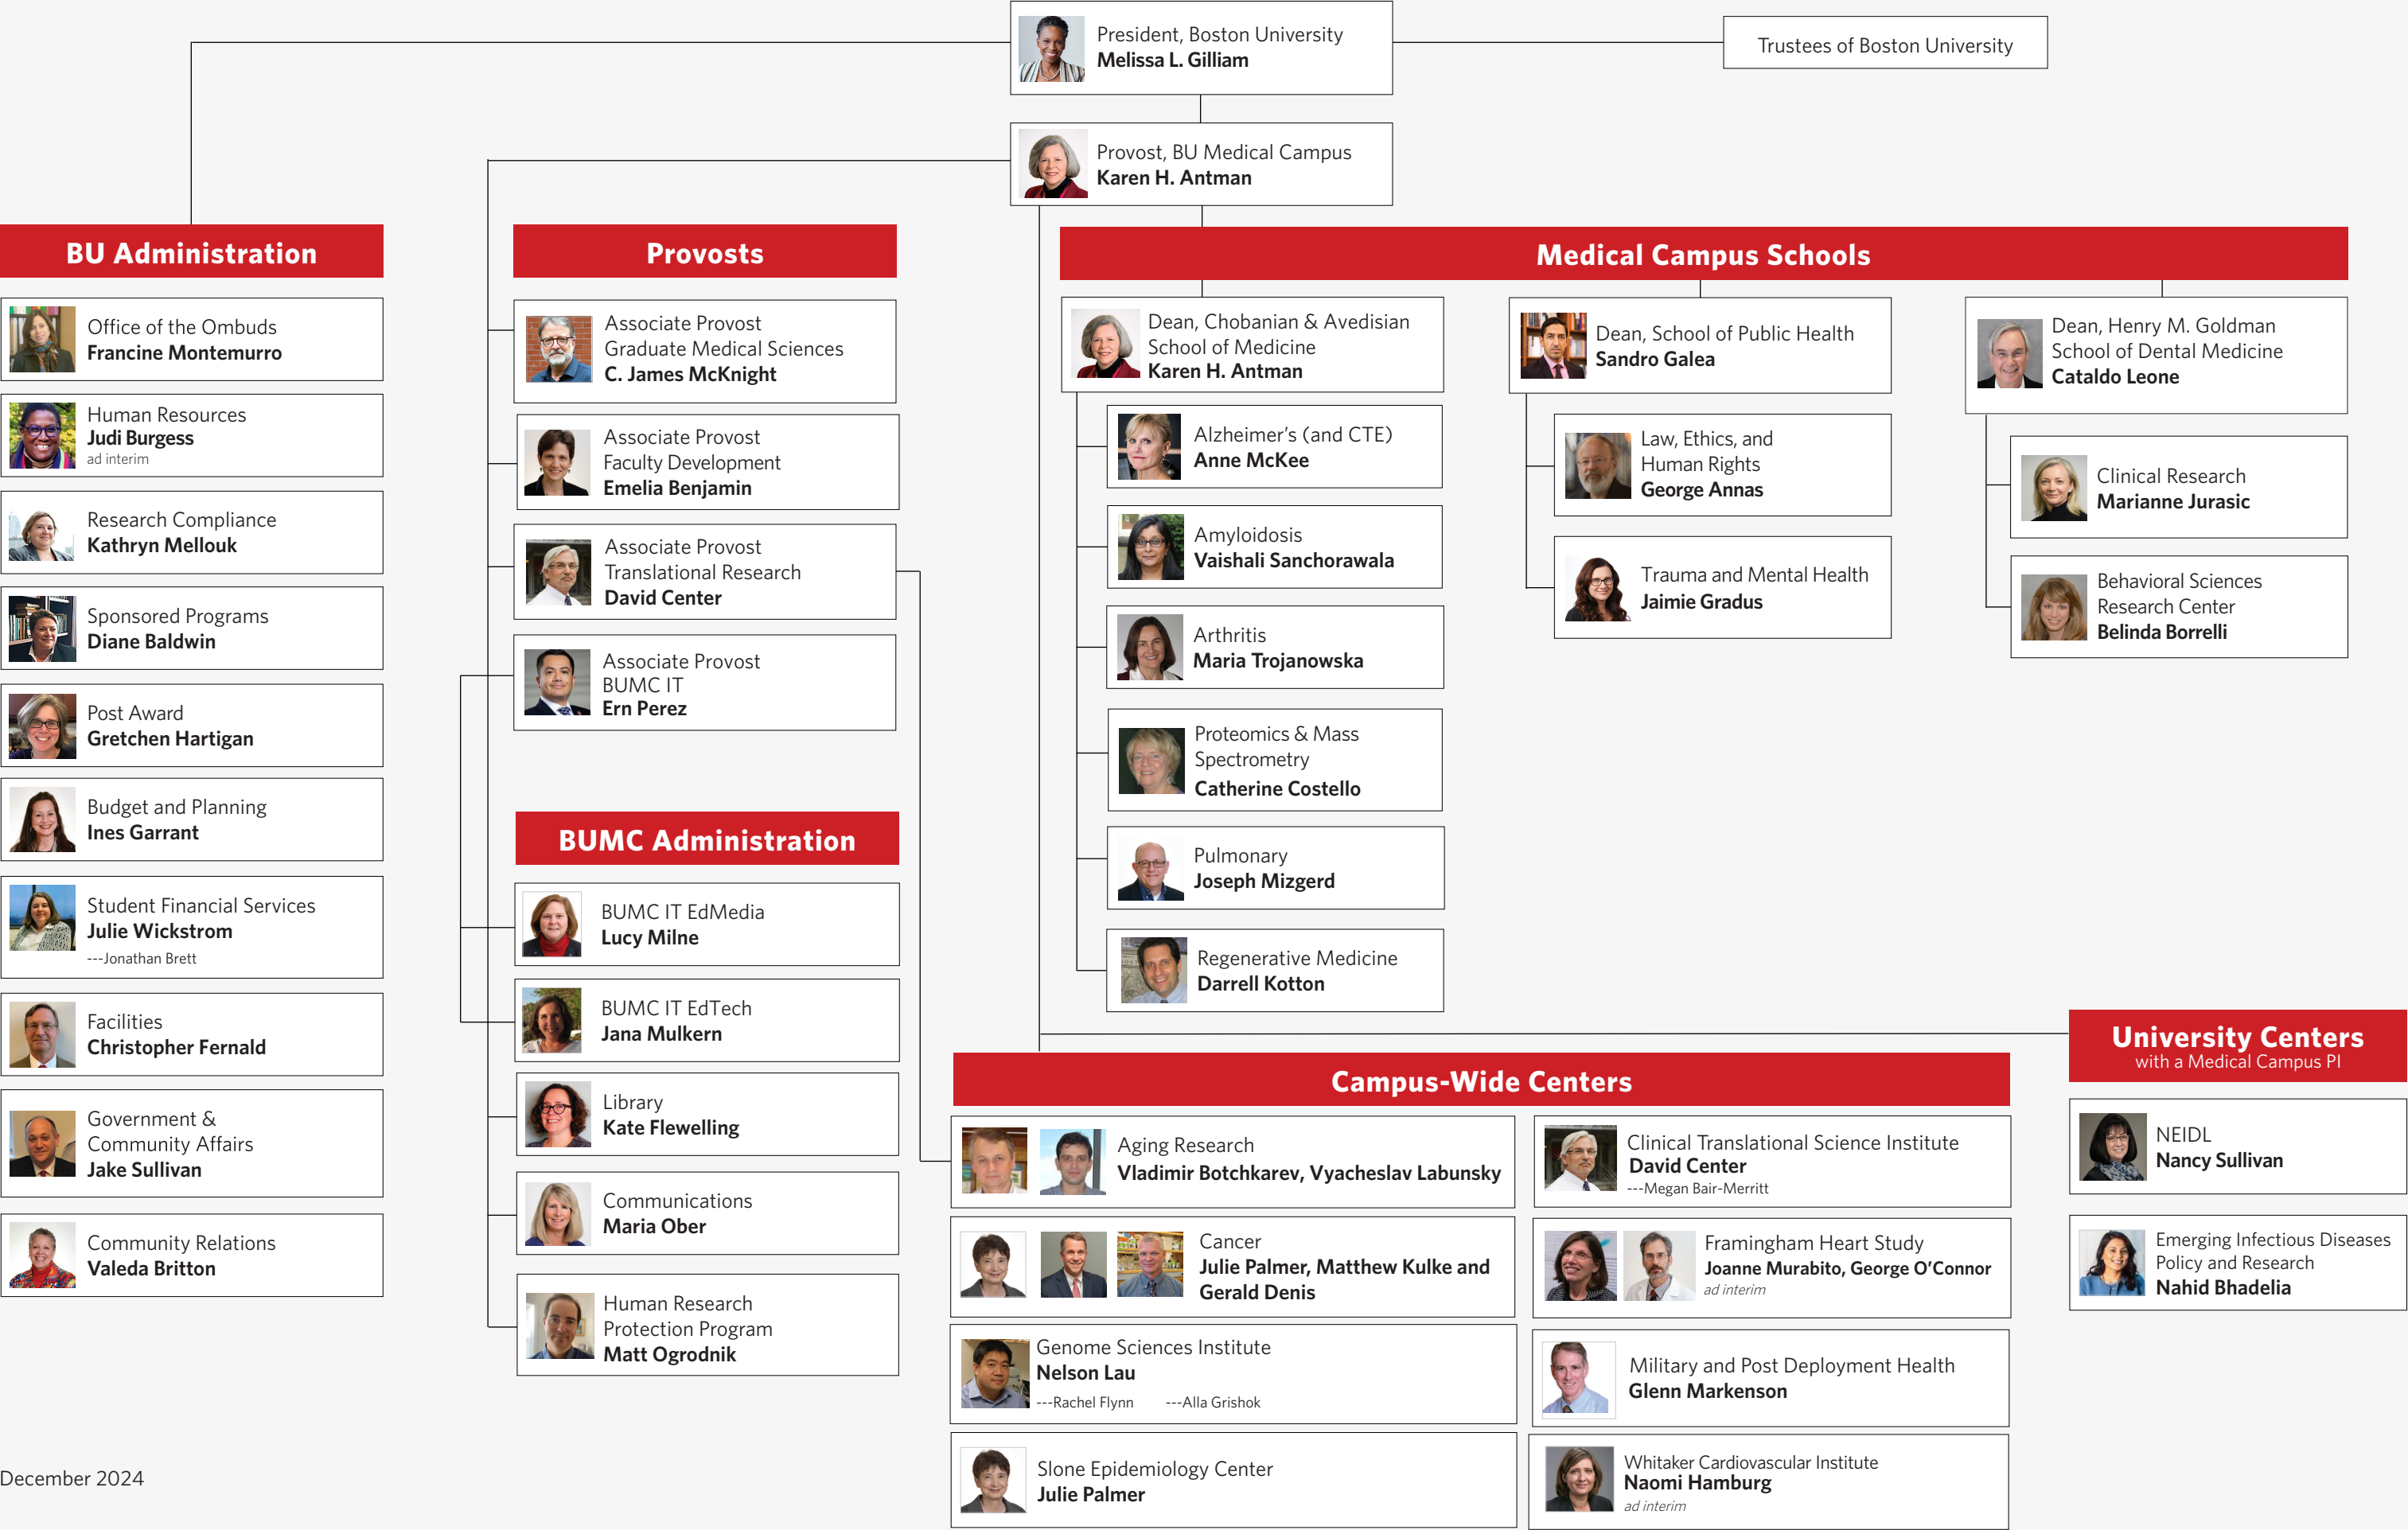 President, Boston University
Melissa L. Gilliam
Trustees of Boston University
Provost, BU Medical Campus
Karen H. Antman
BU Administration
Office of the Ombuds
Francine Montemurro
Human Resources
Judi Burgess
ad interim
Research Compliance
Kathryn Mellouk
Sponsored Programs
Diane Baldwin
Post Award
Gretchen Hartigan
Budget and Planning
Ines Garrant
Student Financial Services
Julie Wickstrom
---Jonathan Brett
Facilities
Christopher Fernald
Government &
Community Affairs
Jake Sullivan
Community Relations
Valeda Britton
Provosts
Associate Provost
Graduate Medical Sciences
C. James McKnight
Associate Provost
Faculty Development
Emelia Benjamin
Associate Provost
Translational Research
David Center
Associate Provost
BUMC IT
Ern Perez
BUMC Administration
BUMC IT EdMedia
Lucy Milne
BUMC IT EdTech
Jana Mulkern
Library
Kate Flewelling
Communications
Maria Ober
Human Research
Protection Program
Matt Ogrodnik
Medical Campus Schools
Dean, Chobanian & Avedisian
School of Medicine
Karen H. Antman
Alzheimer's (and CTE)
Anne McKee
Amyloidosis
Vaishali Sanchorawala
Arthritis
Maria Trojanowska
Proteomics & Mass
Spectrometry
Catherine Costello
Pulmonary
Joseph Mizgerd
Regenerative Medicine
Darrell Kotton
Dean, School of Public Health
Sandro Galea
Law, Ethics, and
Human Rights
George Annas
Trauma and Mental Health
Jaimie Gradus
Dean, Henry M. Goldman
School of Dental Medicine
Cataldo Leone
Clinical Research
Marianne Jurasic
Behavioral Sciences
Research Center
Belinda Borrelli
Campus-Wide Centers
Aging Research
Vladimir Botchkarev, Vyacheslav Labunsky
Cancer
Julie Palmer, Matthew Kulke and
Gerald Denis
Genome Sciences Institute
Nelson Lau
---Rachel Flynn ---Alla Grishok
Slone Epidemiology Center
Julie Palmer
Clinical Translational Science Institute
David Center
---Megan Bair-Merritt
Framingham Heart Study
Joanne Murabito, George O'Connor
ad interim
Military and Post Deployment Health
Glenn Markenson
Whitaker Cardiovascular Institute
Naomi Hamburg
ad interim
University Centers
with a Medical Campus PI
NEIDL
Nancy Sullivan
Emerging Infectious Diseases
Policy and Research
Nahid Bhadelia
December 2024